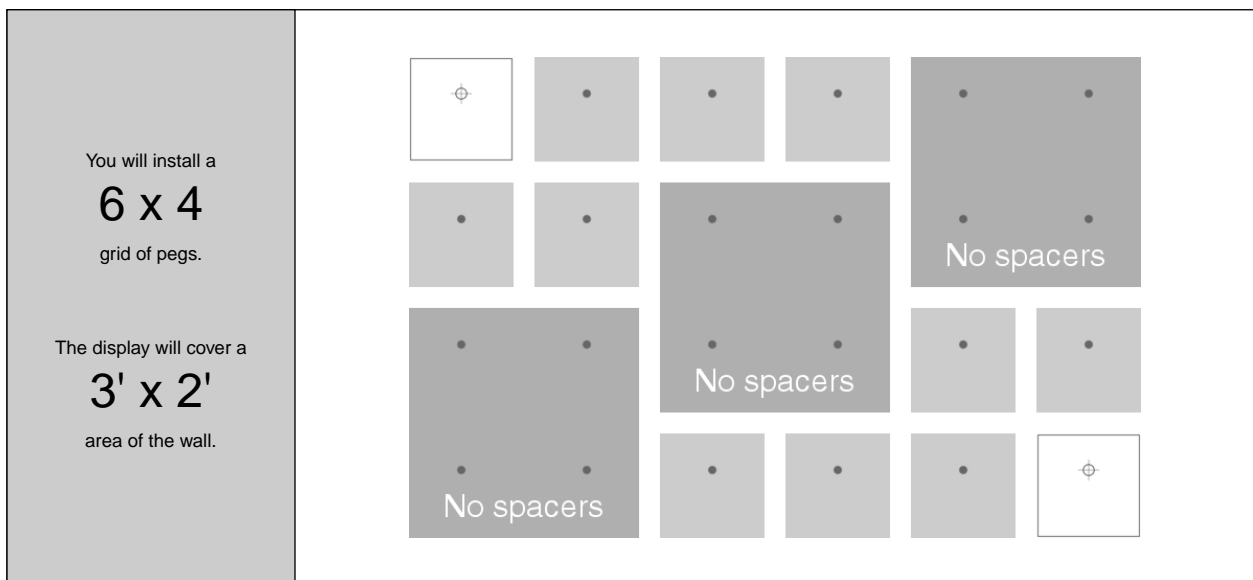 You will install a
6 x 4
grid of pegs.
The display will cover a
3' x 2'
area of the wall.
No spacers
No spacers
No spacers